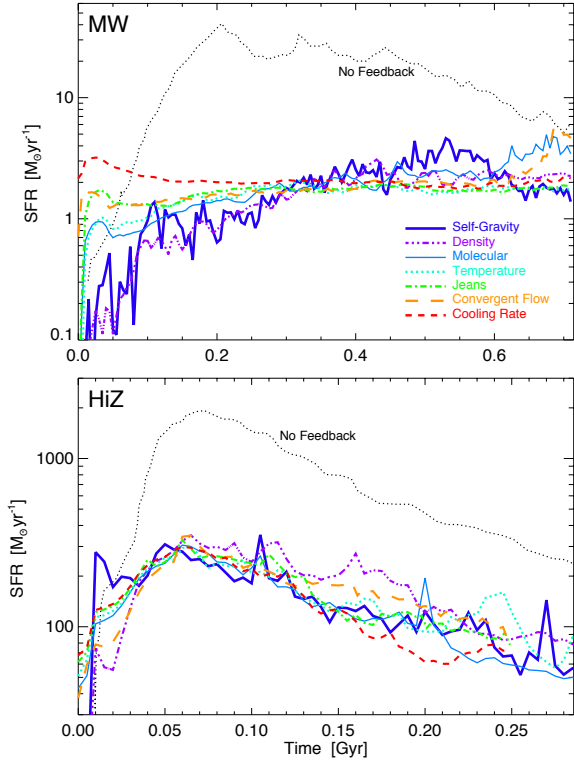 MW
No Feedback
SFR [M☉yr⁻¹]
10
1
0.1
Self-Gravity
Density
Molecular
Temperature
Jeans
Convergent Flow
Cooling Rate
0.0 0.2 0.4 0.6
HiZ
No Feedback
SFR [M☉yr⁻¹]
1000
100
0.00 0.05 0.10 0.15 0.20 0.25
Time [Gyr]